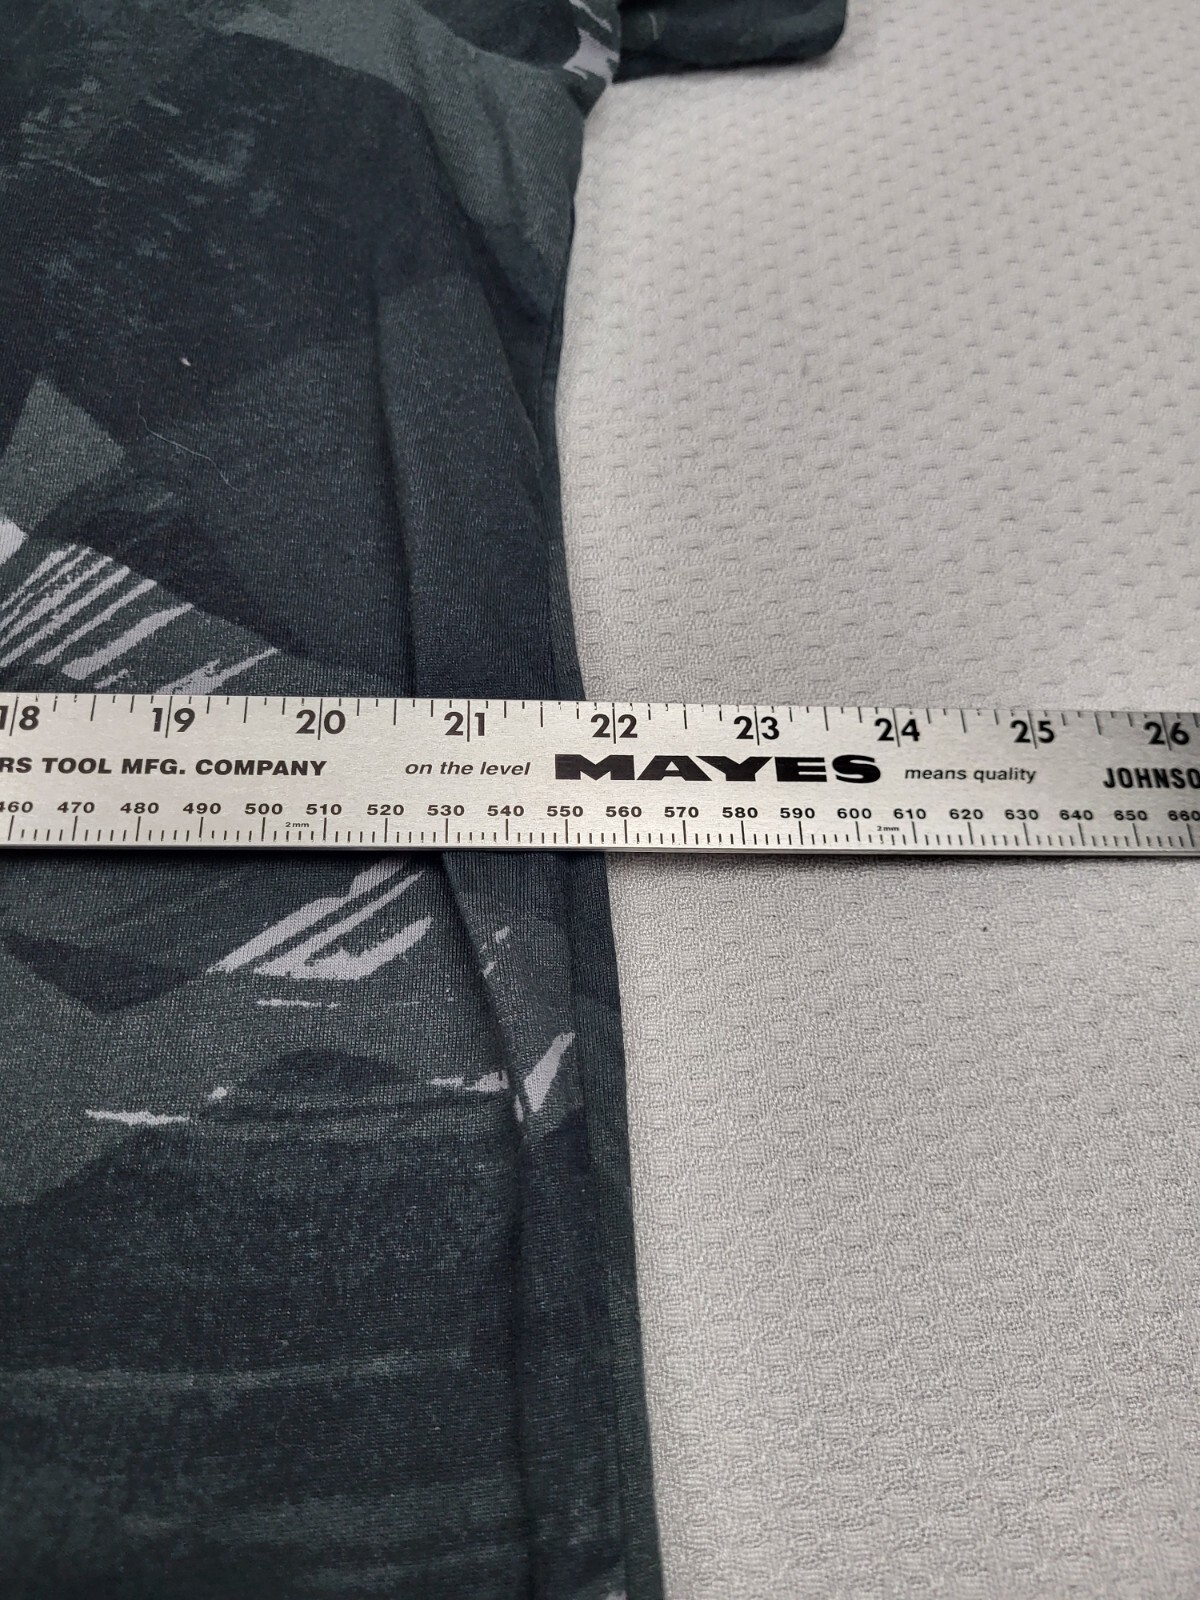 18 19 20 21 22 23 24 25 26
RS TOOL MFG. COMPANY on the level MAYES means quality JOHNSO
460 470 480 490 500 510 520 530 540 550 560 570 580 590 600 610 620 630 640 650 660
2mm 2mm